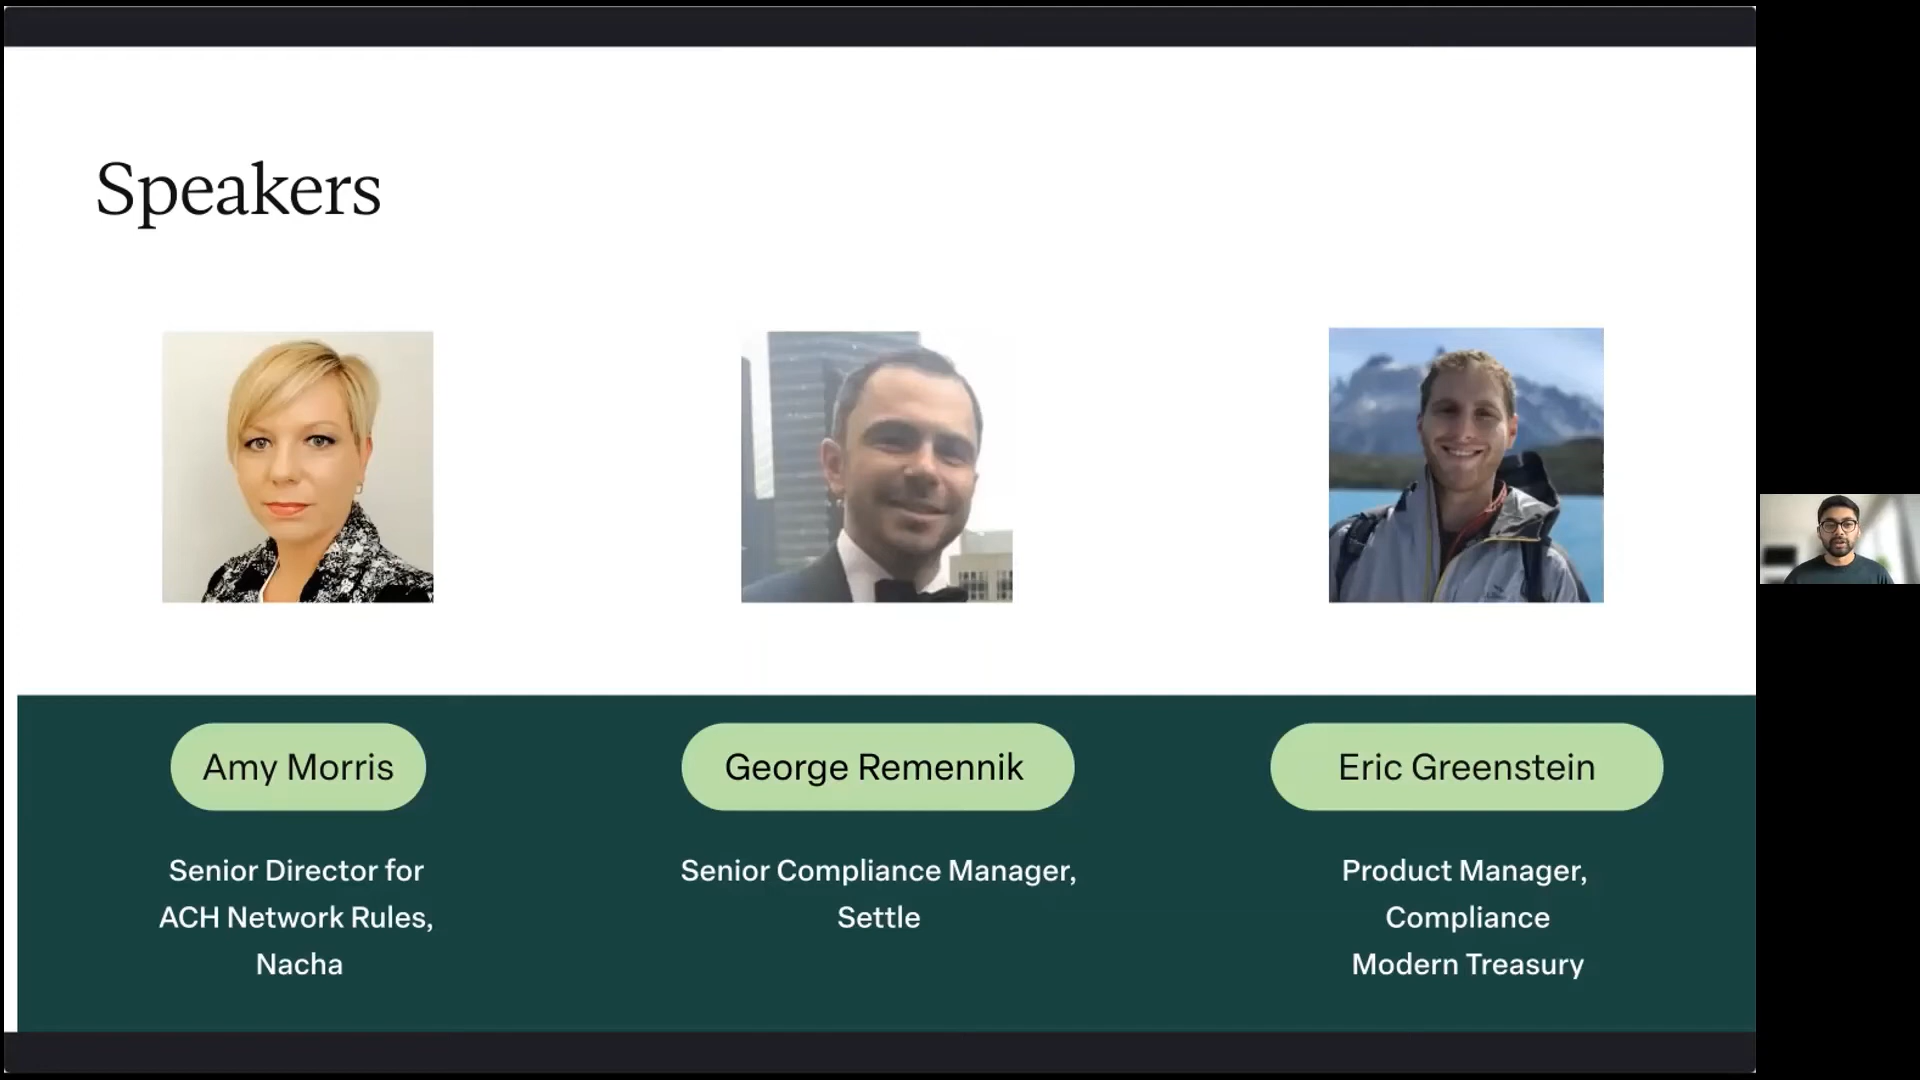 Speakers
Amy Morris
Senior Director for
ACH Network Rules,
Nacha
George Remennik
Senior Compliance Manager,
Settle
Eric Greenstein
Product Manager,
Compliance
Modern Treasury